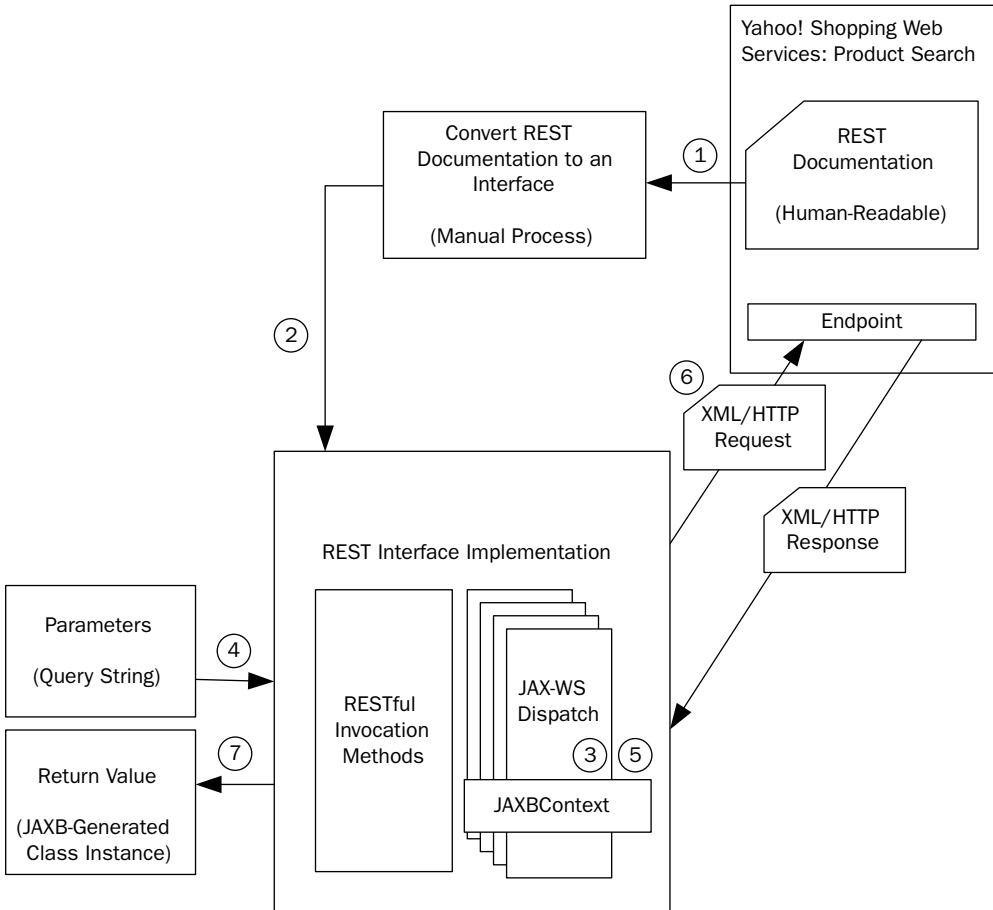 Yahoo! Shopping Web
Services: Product Search
Convert REST
Documentation to an
Interface
(Manual Process)
1
REST
Documentation
(Human-Readable)
2
Endpoint
6
XML/HTTP
Request
XML/HTTP
Response
REST Interface Implementation
Parameters
(Query String)
4
RESTful
Invocation
Methods
JAX-WS
Dispatch
3
5
JAXBContext
7
Return Value
(JAXB-Generated
Class Instance)